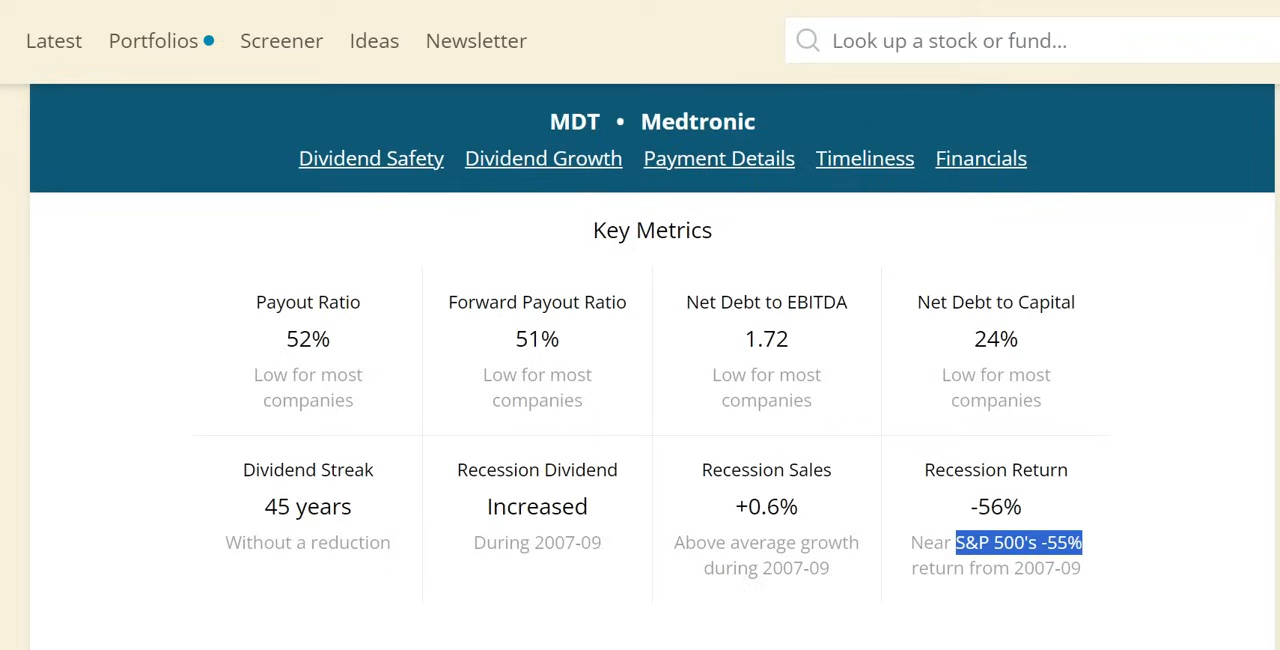 Latest Portfolios Screener Ideas Newsletter Look up a stock or fund...
MDT • Medtronic
Dividend Safety Dividend Growth Payment Details Timeliness Financials
Key Metrics
Payout Ratio
52%
Low for most
companies
Forward Payout Ratio
51%
Low for most
companies
Net Debt to EBITDA
1.72
Low for most
companies
Net Debt to Capital
24%
Low for most
companies
Dividend Streak
45 years
Without a reduction
Recession Dividend
Increased
During 2007-09
Recession Sales
+0.6%
Above average growth
during 2007-09
Recession Return
-56%
Near S&P 500's -55%
return from 2007-09